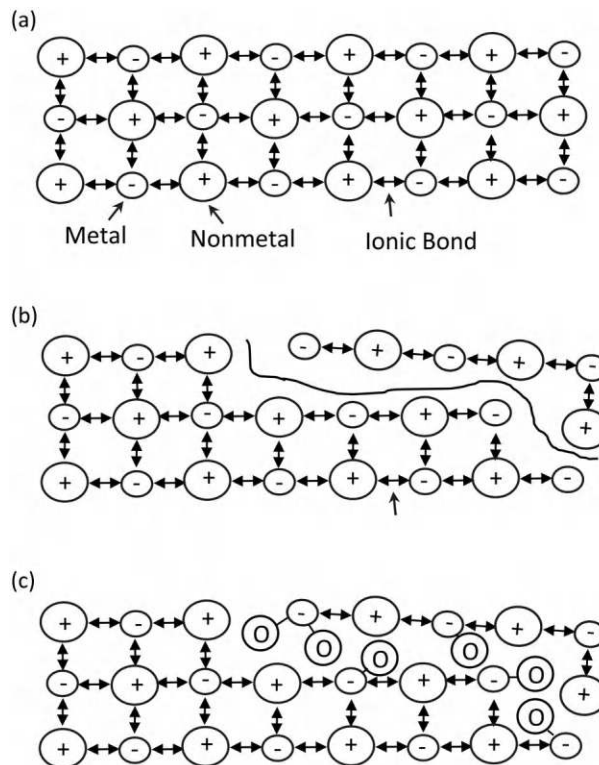 (a)
+ - + - + - + -
- + - + - + - +
+ - + - + - + -
Metal Nonmetal Ionic Bond
(b)
+ - + - + - + -
- + - + - + - +
+ - + - + - + -
(c)
+ - + - + - + -
O O O O
- + - + - + - O +
O
+ - + - + - + -